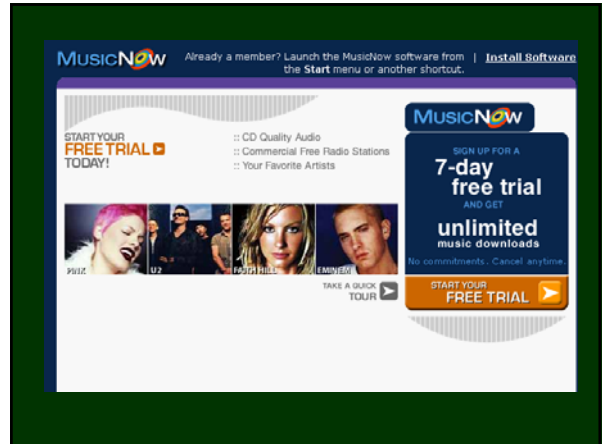 MUSICNOW
Already a member? Launch the MusicNow software from
the Start menu or another shortcut.
| Install Software
START YOUR
FREE TRIAL
TODAY!
:: CD Quality Audio
:: Commercial Free Radio Stations
:: Your Favorite Artists
P!NK
U2
FAITH HILL
EMINEM
TAKE A QUICK
TOUR
MUSICNOW
SIGN UP FOR A
7-day
free trial
AND GET
unlimited
music downloads
No commitments. Cancel anytime.
START YOUR
FREE TRIAL